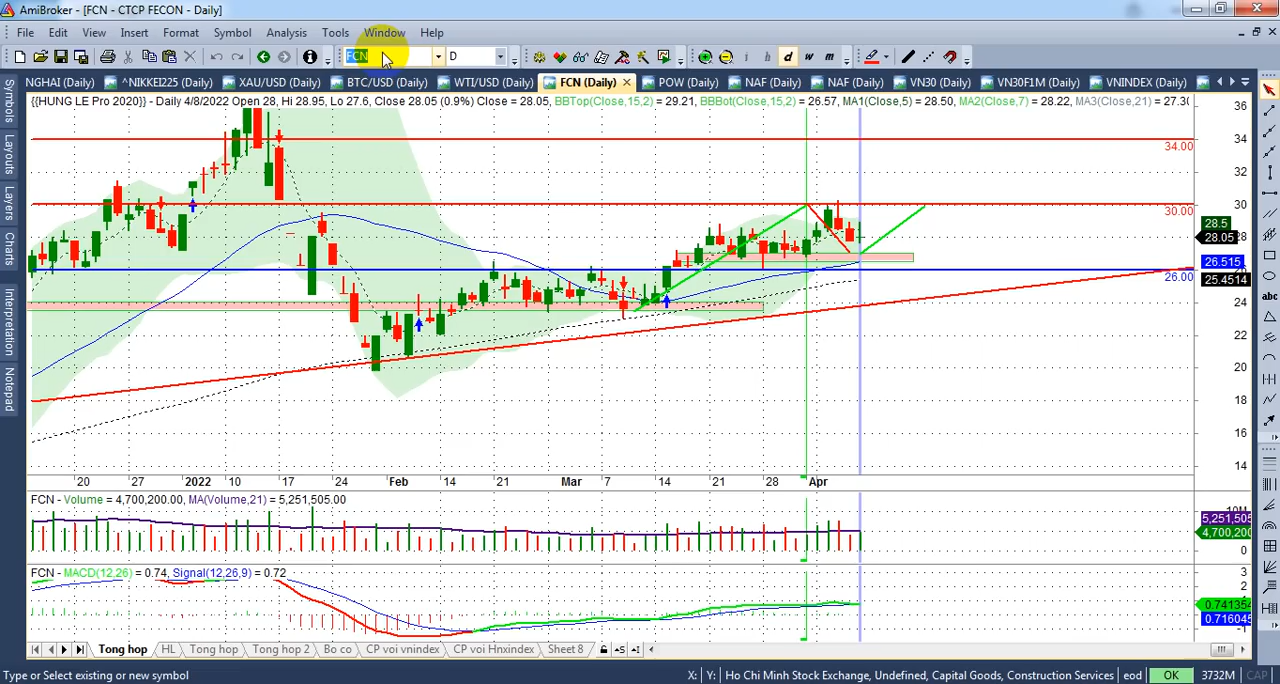 AmiBroker - [FCN - CTCP FECON - Daily]
File Edit View Insert Format Symbol Analysis Tools Window Help
FCN D i h d w m
NGHAI (Daily) ^NIKKEI225 (Daily) XAU/USD (Daily) BTC/USD (Daily) WTI/USD (Daily) FCN (Daily) POW (Daily) NAF (Daily) NAF (Daily) VN30 (Daily) VN30F1M (Daily) VNINDEX (Daily)
{{HUNG LE Pro 2020}} - Daily 4/8/2022 Open 28, Hi 28.95, Lo 27.6, Close 28.05 (0.9%) Close = 28.05, BBTop(Close,15,2) = 29.21, BBBot(Close,15,2) = 26.57, MA1(Close,5) = 28.50, MA2(Close,7) = 28.22, MA3(Close,21) = 27.30
Symbols
Layouts
Layers
Charts
Interpretation
Notepad
abc
36
34
34.00
32
30
30.00
28.5
28
28.05
26.515
26
26.00
25.4514
24
22
20
18
16
14
20 27 2022 10 17 24 Feb 14 21 Mar 7 14 21 28 Apr
FCN - Volume = 4,700,200.00, MA(Volume,21) = 5,251,505.00
5,251,505
4,700,200
0
FCN - MACD(12,26) = 0.74, Signal(12,26,9) = 0.72
3
2
0.741354
0.716045
-1
Tong hop HL Tong hop Tong hop 2 Bo co CP voi vnindex CP voi Hnxindex Sheet 8
Type or Select existing or new symbol X: Y: Ho Chi Minh Stock Exchange, Undefined, Capital Goods, Construction Services eod OK 3732M CAP